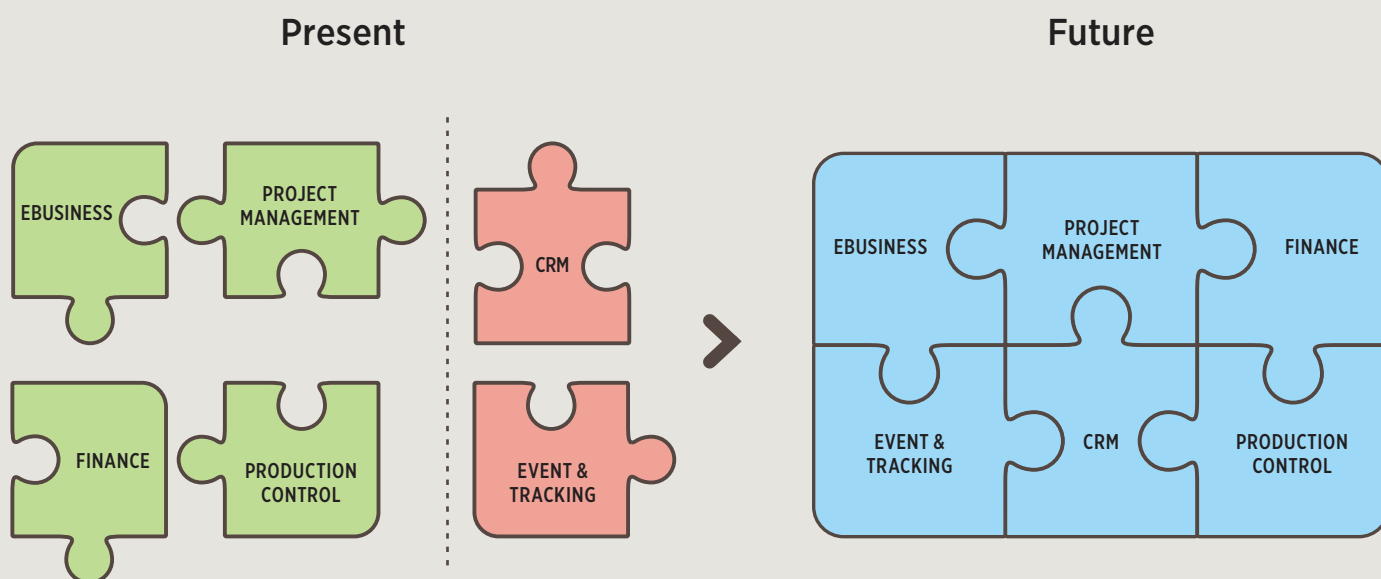 Present
Future
EBUSINESS
PROJECT
MANAGEMENT
CRM
FINANCE
PRODUCTION
CONTROL
EVENT &
TRACKING
EBUSINESS
PROJECT
MANAGEMENT
FINANCE
EVENT &
TRACKING
CRM
PRODUCTION
CONTROL